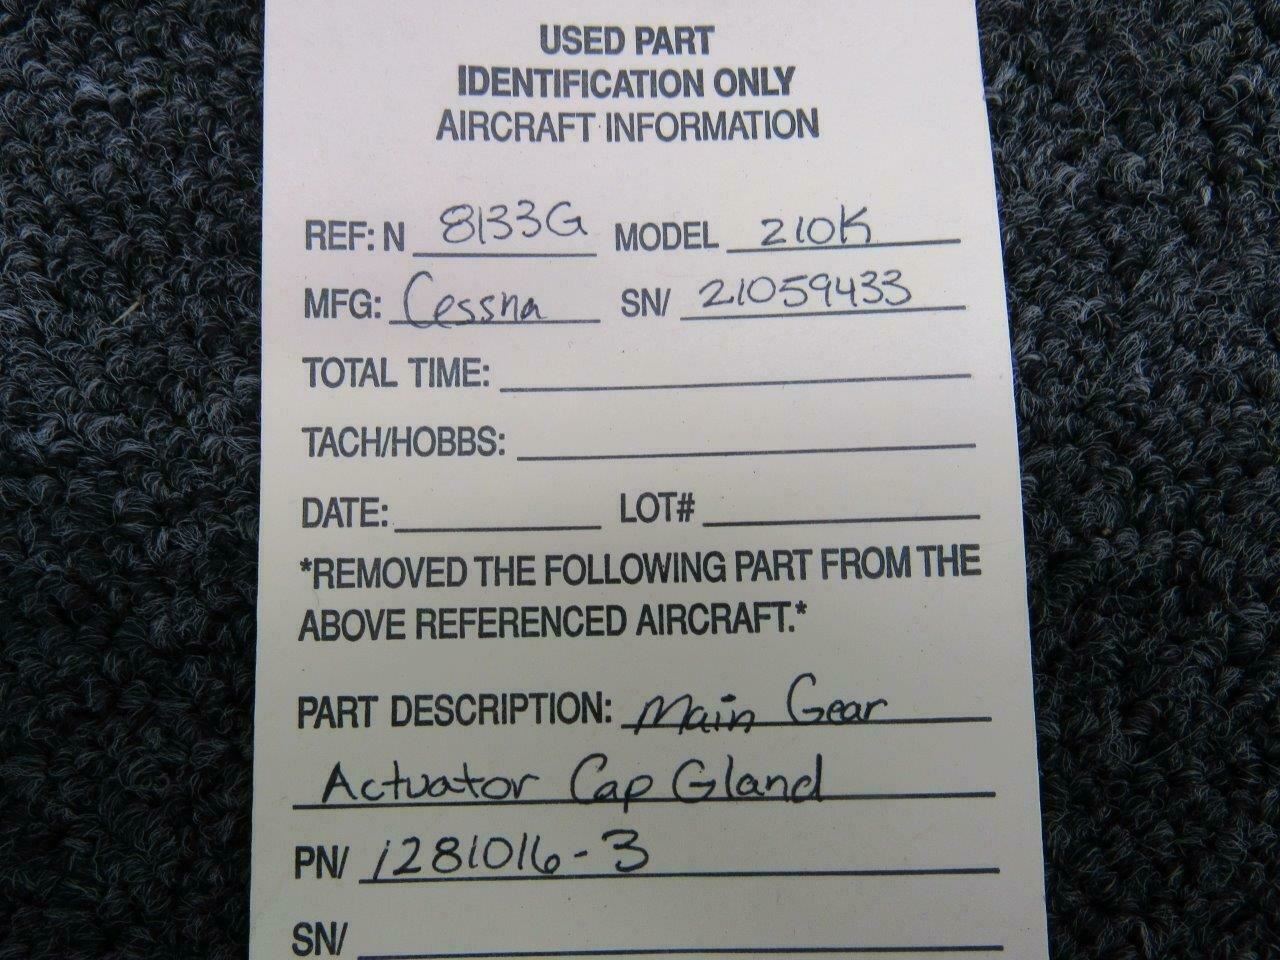 USED PART
IDENTIFICATION ONLY
AIRCRAFT INFORMATION
REF: N 8133G MODEL 210K
MFG: Cessna SN/ 21059433
TOTAL TIME:
TACH/HOBBS:
DATE: LOT#
*REMOVED THE FOLLOWING PART FROM THE
ABOVE REFERENCED AIRCRAFT.*
PART DESCRIPTION: Main Gear
Actuator Cap Gland
PN/ 1281016-3
SN/